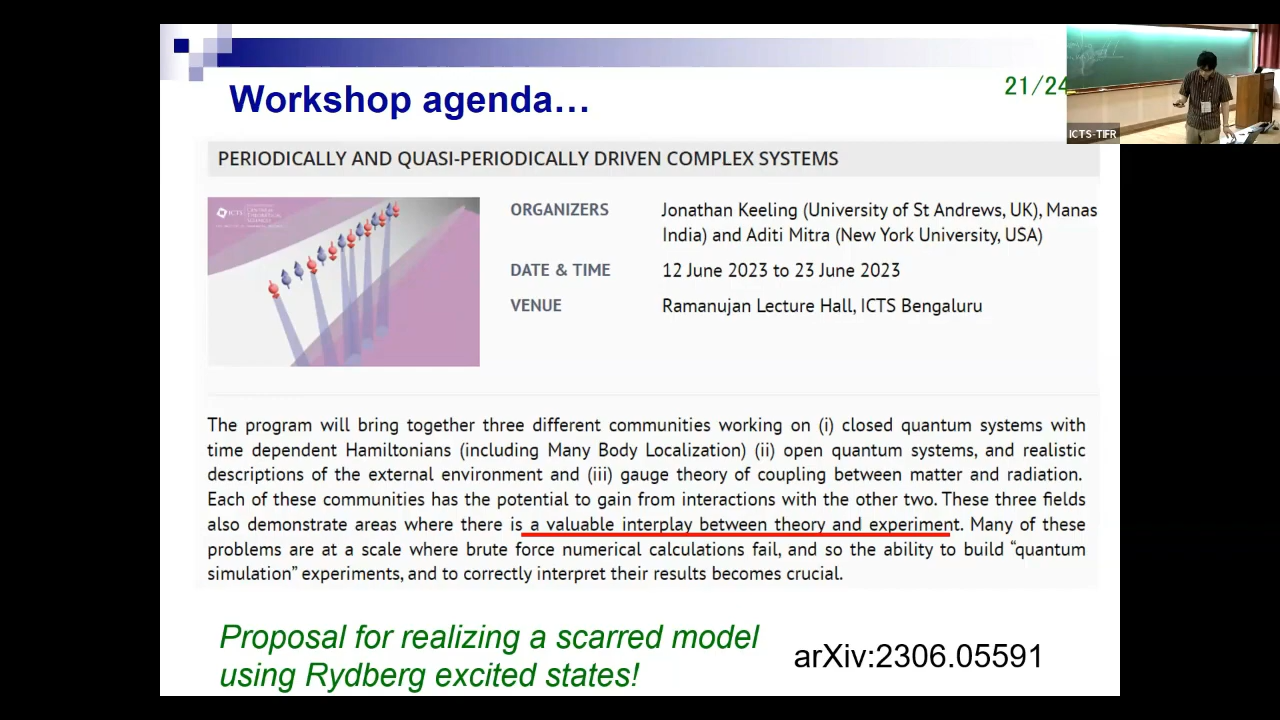 Workshop agenda…
21/24
ICTS-TIFR
PERIODICALLY AND QUASI-PERIODICALLY DRIVEN COMPLEX SYSTEMS
ICTS
ORGANIZERS
Jonathan Keeling (University of St Andrews, UK), Manas
India) and Aditi Mitra (New York University, USA)
DATE & TIME
12 June 2023 to 23 June 2023
VENUE
Ramanujan Lecture Hall, ICTS Bengaluru
The program will bring together three different communities working on (i) closed quantum systems with
time dependent Hamiltonians (including Many Body Localization) (ii) open quantum systems, and realistic
descriptions of the external environment and (iii) gauge theory of coupling between matter and radiation.
Each of these communities has the potential to gain from interactions with the other two. These three fields
also demonstrate areas where there is a valuable interplay between theory and experiment. Many of these
problems are at a scale where brute force numerical calculations fail, and so the ability to build “quantum
simulation” experiments, and to correctly interpret their results becomes crucial.
Proposal for realizing a scarred model
using Rydberg excited states!
arXiv:2306.05591